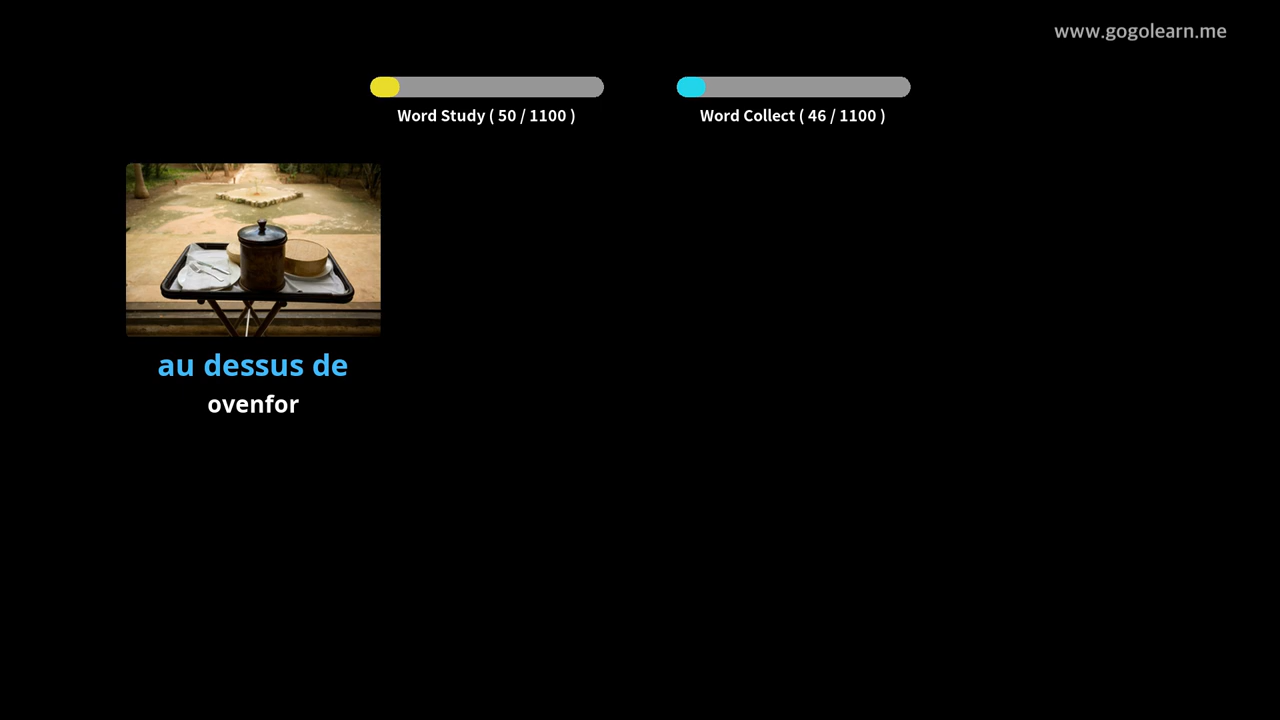 www.gogolearn.me
Word Study ( 50 / 1100 )
Word Collect ( 46 / 1100 )
au dessus de
ovenfor